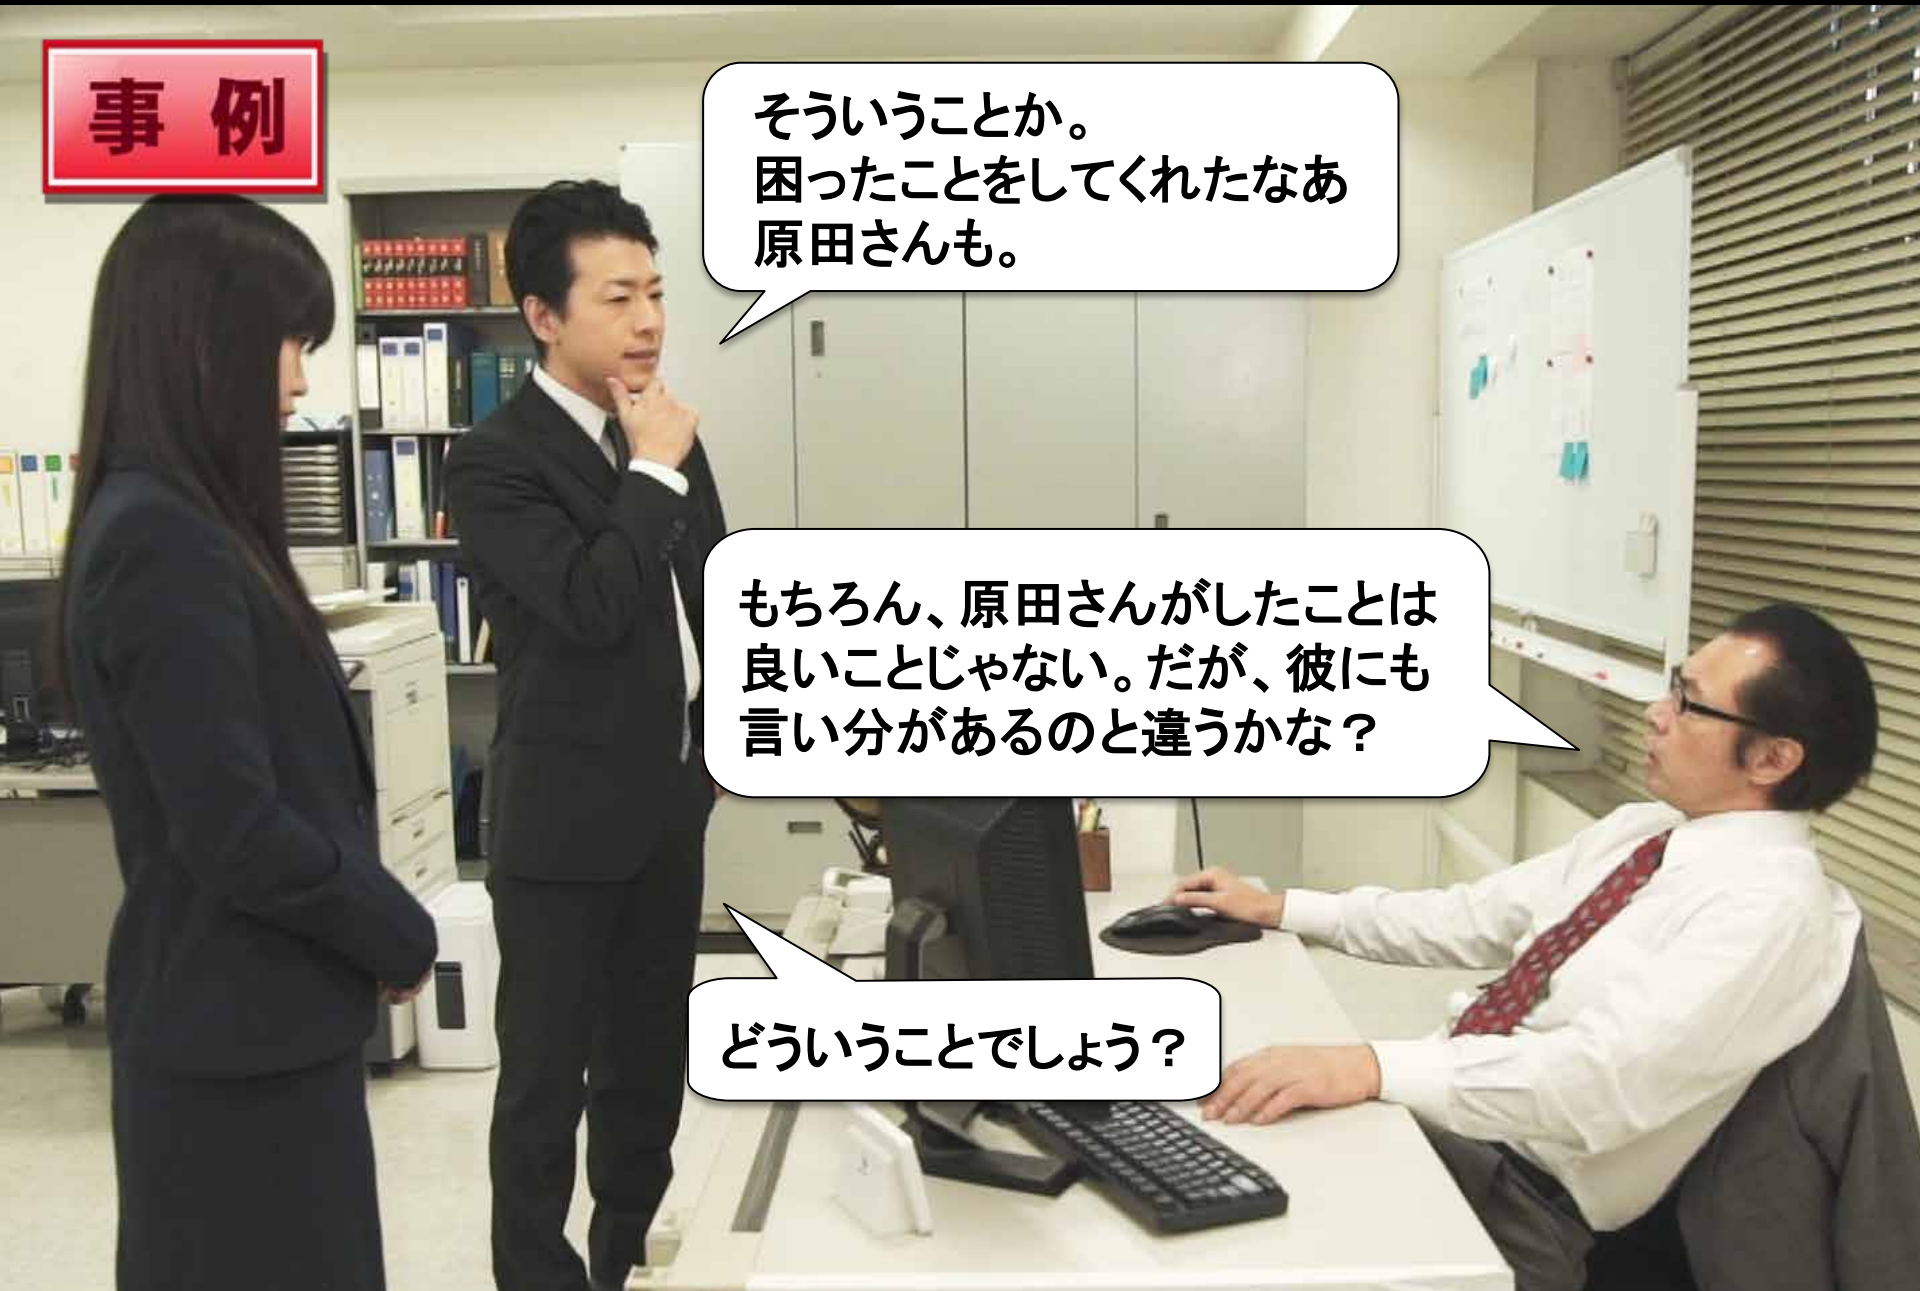 事例
そういうことか。
困ったことをしてくれたなあ
原田さんも。
もちろん、原田さんがしたことは
良いことじゃない。だが、彼にも
言い分があるのと違うかな？
どういうことでしょう？